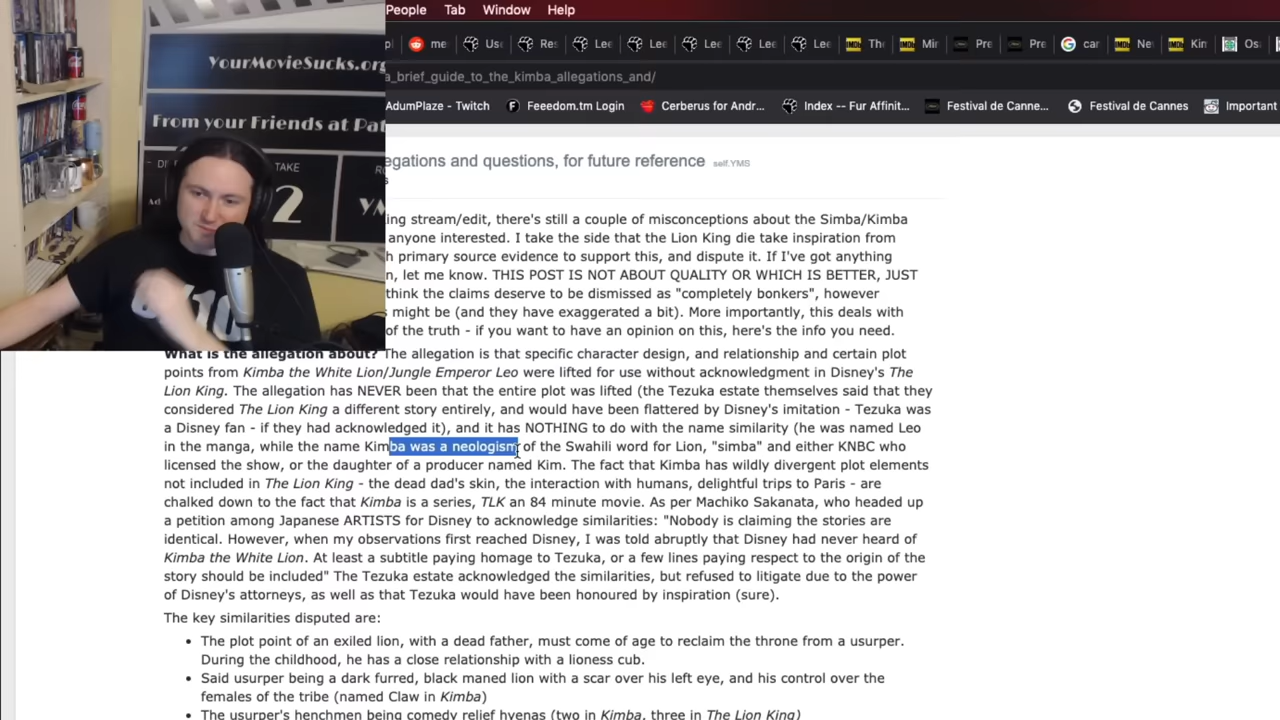 People Tab Window Help
YourMovieSucks.org
From your Friends at Pat
TAKE
2
me
Use
Res
Lee
Lee
Lee
Lee
Lee
The
Mir
Pre
Pre
car
Ne
Kin
Os
a_brief_guide_to_the_kimba_allegations_and/
AdumPlaze - Twitch
Feeedom.tm Login
Cerberus for Andr...
Index -- Fur Affinit...
Festival de Canne...
Festival de Cannes
Important
egations and questions, for future reference self.YMS
s
ing stream/edit, there's still a couple of misconceptions about the Simba/Kimba
anyone interested. I take the side that the Lion King die take inspiration from
h primary source evidence to support this, and dispute it. If I've got anything
n, let me know. THIS POST IS NOT ABOUT QUALITY OR WHICH IS BETTER, JUST
think the claims deserve to be dismissed as "completely bonkers", however
s might be (and they have exaggerated a bit). More importantly, this deals with
of the truth - if you want to have an opinion on this, here's the info you need.
What is the allegation about? The allegation is that specific character design, and relationship and certain plot
points from Kimba the White Lion/Jungle Emperor Leo were lifted for use without acknowledgment in Disney's The
Lion King. The allegation has NEVER been that the entire plot was lifted (the Tezuka estate themselves said that they
considered The Lion King a different story entirely, and would have been flattered by Disney's imitation - Tezuka was
a Disney fan - if they had acknowledged it), and it has NOTHING to do with the name similarity (he was named Leo
in the manga, while the name Kimba was a neologism of the Swahili word for Lion, "simba" and either KNBC who
licensed the show, or the daughter of a producer named Kim. The fact that Kimba has wildly divergent plot elements
not included in The Lion King - the dead dad's skin, the interaction with humans, delightful trips to Paris - are
chalked down to the fact that Kimba is a series, TLK an 84 minute movie. As per Machiko Sakanata, who headed up
a petition among Japanese ARTISTS for Disney to acknowledge similarities: "Nobody is claiming the stories are
identical. However, when my observations first reached Disney, I was told abruptly that Disney had never heard of
Kimba the White Lion. At least a subtitle paying homage to Tezuka, or a few lines paying respect to the origin of the
story should be included" The Tezuka estate acknowledged the similarities, but refused to litigate due to the power
of Disney's attorneys, as well as that Tezuka would have been honoured by inspiration (sure).
The key similarities disputed are:
The plot point of an exiled lion, with a dead father, must come of age to reclaim the throne from a usurper.
During the childhood, he has a close relationship with a lioness cub.
Said usurper being a dark furred, black maned lion with a scar over his left eye, and his control over the
females of the tribe (named Claw in Kimba)
The usurper's henchmen being comedy relief hyenas (two in Kimba, three in The Lion King)